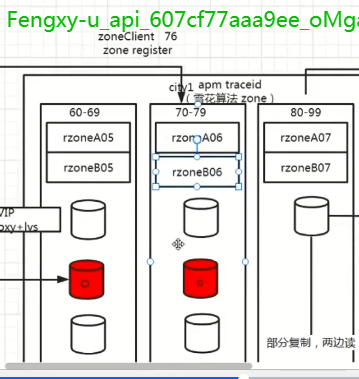 Fengxy-u_api_607cf77aaa9ee_oMga
zoneClient 76
zone register
city1 apm traceid
（雪花算法 zone）
60-69 70-79 80-99
rzoneA05 rzoneA06 rzoneA07
rzoneB05 rzoneB06 rzoneB07
VIP
oxy+lvs
部分复制，两边读